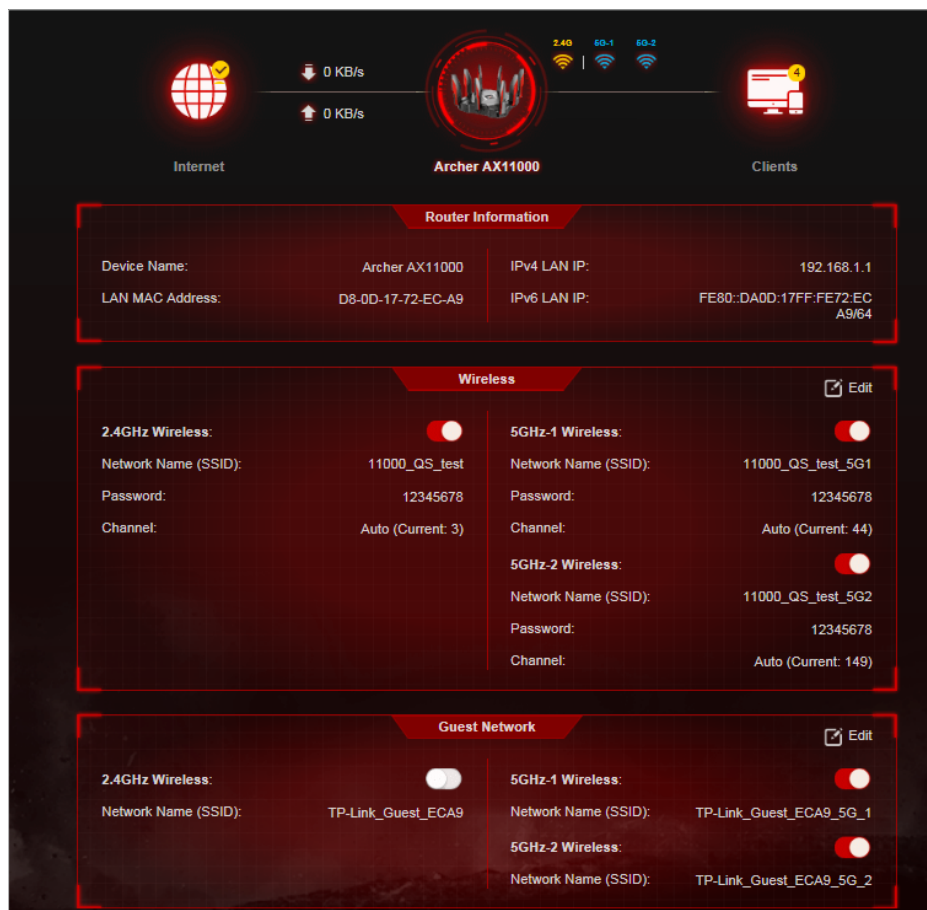 2.4G 5G-1 5G-2
4
0 KB/s
0 KB/s
Internet
Archer AX11000
Clients
Router Information
Device Name: Archer AX11000
IPv4 LAN IP: 192.168.1.1
LAN MAC Address: D8-0D-17-72-EC-A9
IPv6 LAN IP: FE80::DA0D:17FF:FE72:EC
A9/64
Wireless
Edit
2.4GHz Wireless:
Network Name (SSID): 11000_QS_test
Password: 12345678
Channel: Auto (Current: 3)
5GHz-1 Wireless:
Network Name (SSID): 11000_QS_test_5G1
Password: 12345678
Channel: Auto (Current: 44)
5GHz-2 Wireless:
Network Name (SSID): 11000_QS_test_5G2
Password: 12345678
Channel: Auto (Current: 149)
Guest Network
Edit
2.4GHz Wireless:
Network Name (SSID): TP-Link_Guest_ECA9
5GHz-1 Wireless:
Network Name (SSID): TP-Link_Guest_ECA9_5G_1
5GHz-2 Wireless:
Network Name (SSID): TP-Link_Guest_ECA9_5G_2